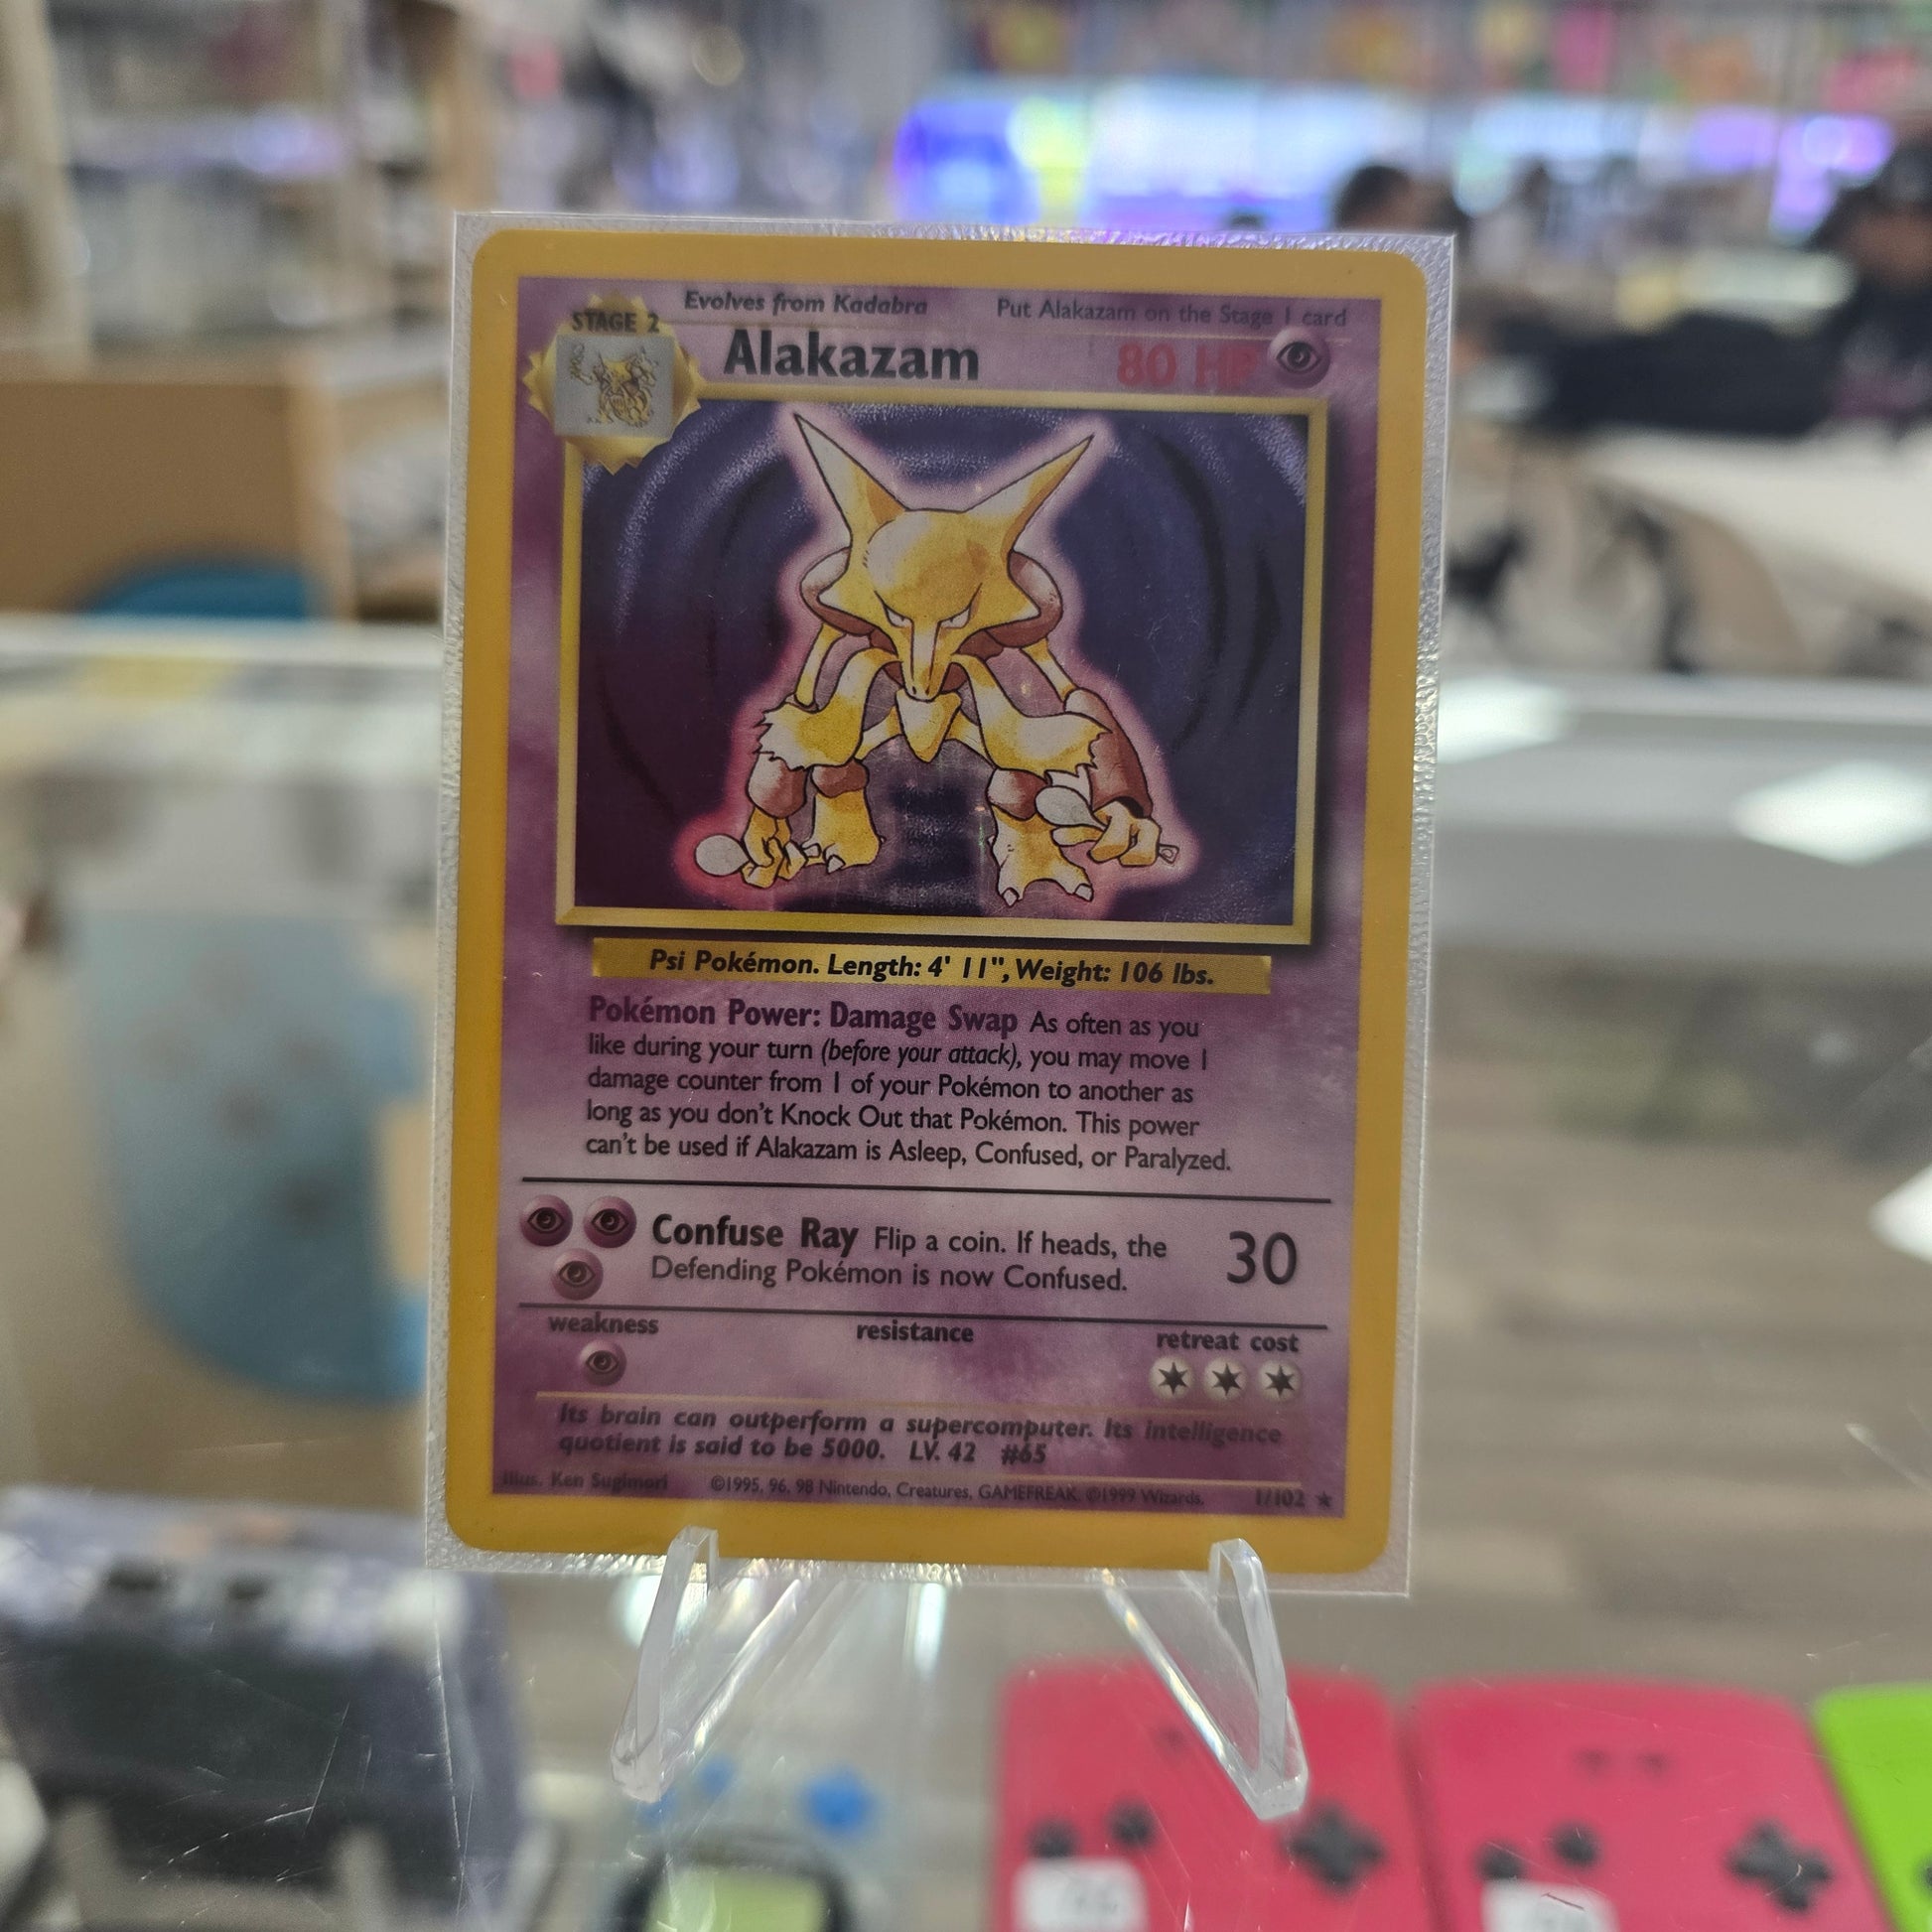 Evolves from Kadabra Put Alakazam on the Stage 1 card
STAGE 2
Alakazam 80 HP
Psi Pokémon. Length: 4' 11", Weight: 106 lbs.
Pokémon Power: Damage Swap As often as you
like during your turn (before your attack), you may move 1
damage counter from 1 of your Pokémon to another as
long as you don't Knock Out that Pokémon. This power
can't be used if Alakazam is Asleep, Confused, or Paralyzed.
Confuse Ray Flip a coin. If heads, the 30
Defending Pokémon is now Confused.
weakness resistance retreat cost
Its brain can outperform a supercomputer. Its intelligence
quotient is said to be 5000. LV. 42 #65
Illus. Ken Sugimori ©1995, 96, 98 Nintendo, Creatures, GAMEFREAK. ©1999 Wizards. 1/102 ★